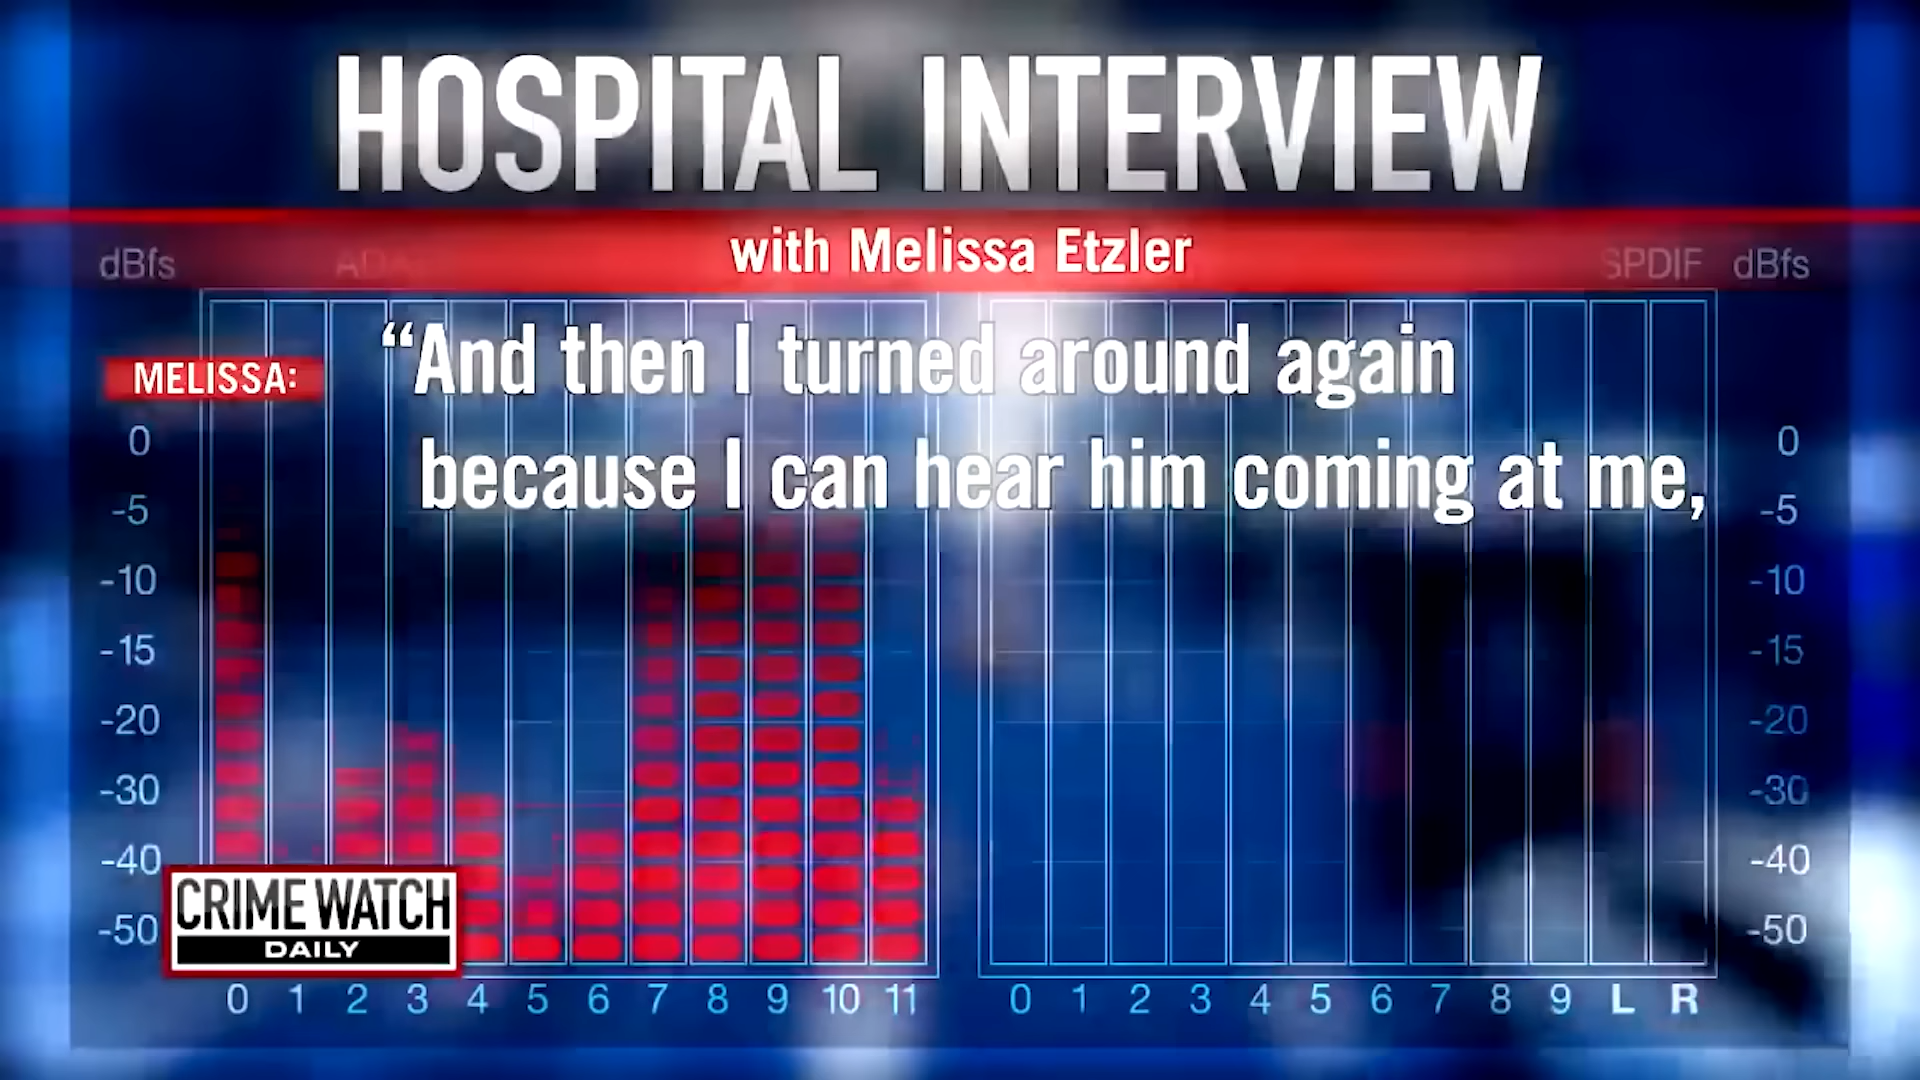 HOSPITAL INTERVIEW
with Melissa Etzler
dBfs ADA SPDIF dBfs
MELISSA: “And then I turned around again
because I can hear him coming at me,
0 0
-5 -5
-10 -10
-15 -15
-20 -20
-30 -30
-40 -40
-50 -50
CRIME WATCH
DAILY
0 1 2 3 4 5 6 7 8 9 10 11 0 1 2 3 4 5 6 7 8 9 L R